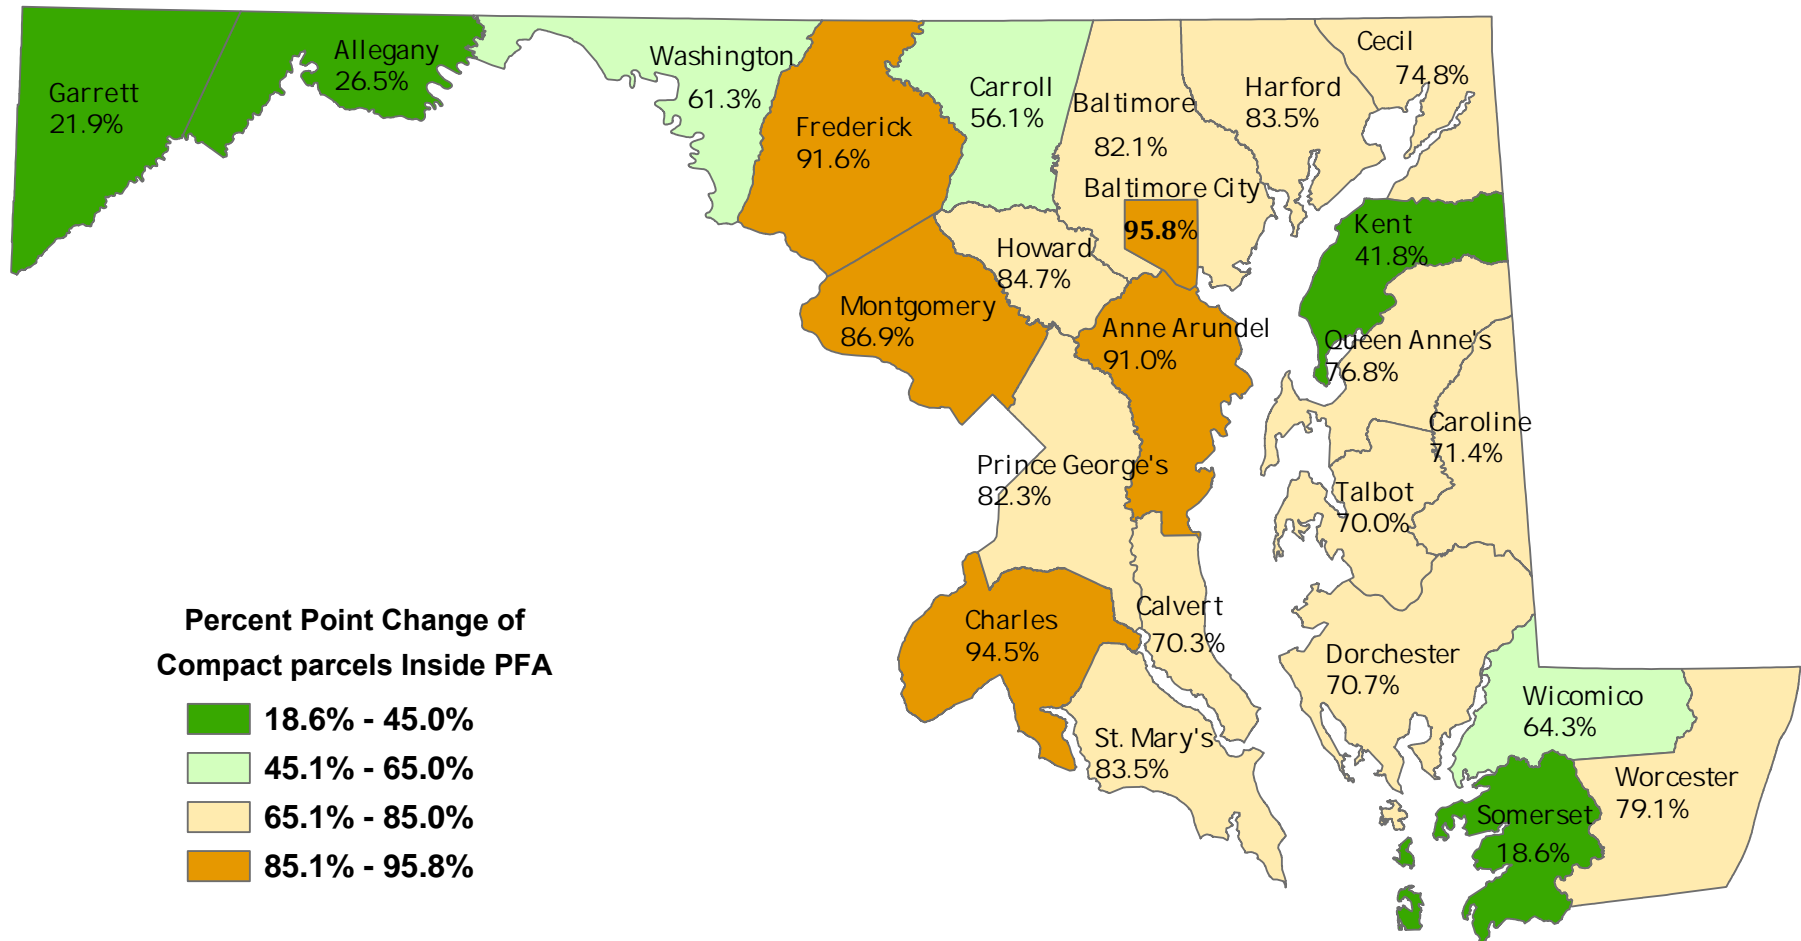 Garrett
21.9%
Allegany
26.5%
Washington
61.3%
Frederick
91.6%
Carroll
56.1%
Baltimore
82.1%
Baltimore City
95.8%
Harford
83.5%
Cecil
74.8%
Kent
41.8%
Howard
84.7%
Montgomery
86.9%
Anne Arundel
91.0%
Queen Anne's
76.8%
Caroline
71.4%
Prince George's
82.3%
Talbot
70.0%
Charles
94.5%
Calvert
70.3%
Dorchester
70.7%
St. Mary's
83.5%
Wicomico
64.3%
Worcester
79.1%
Somerset
18.6%
Percent Point Change of
Compact parcels Inside PFA
18.6% - 45.0%
45.1% - 65.0%
65.1% - 85.0%
85.1% - 95.8%